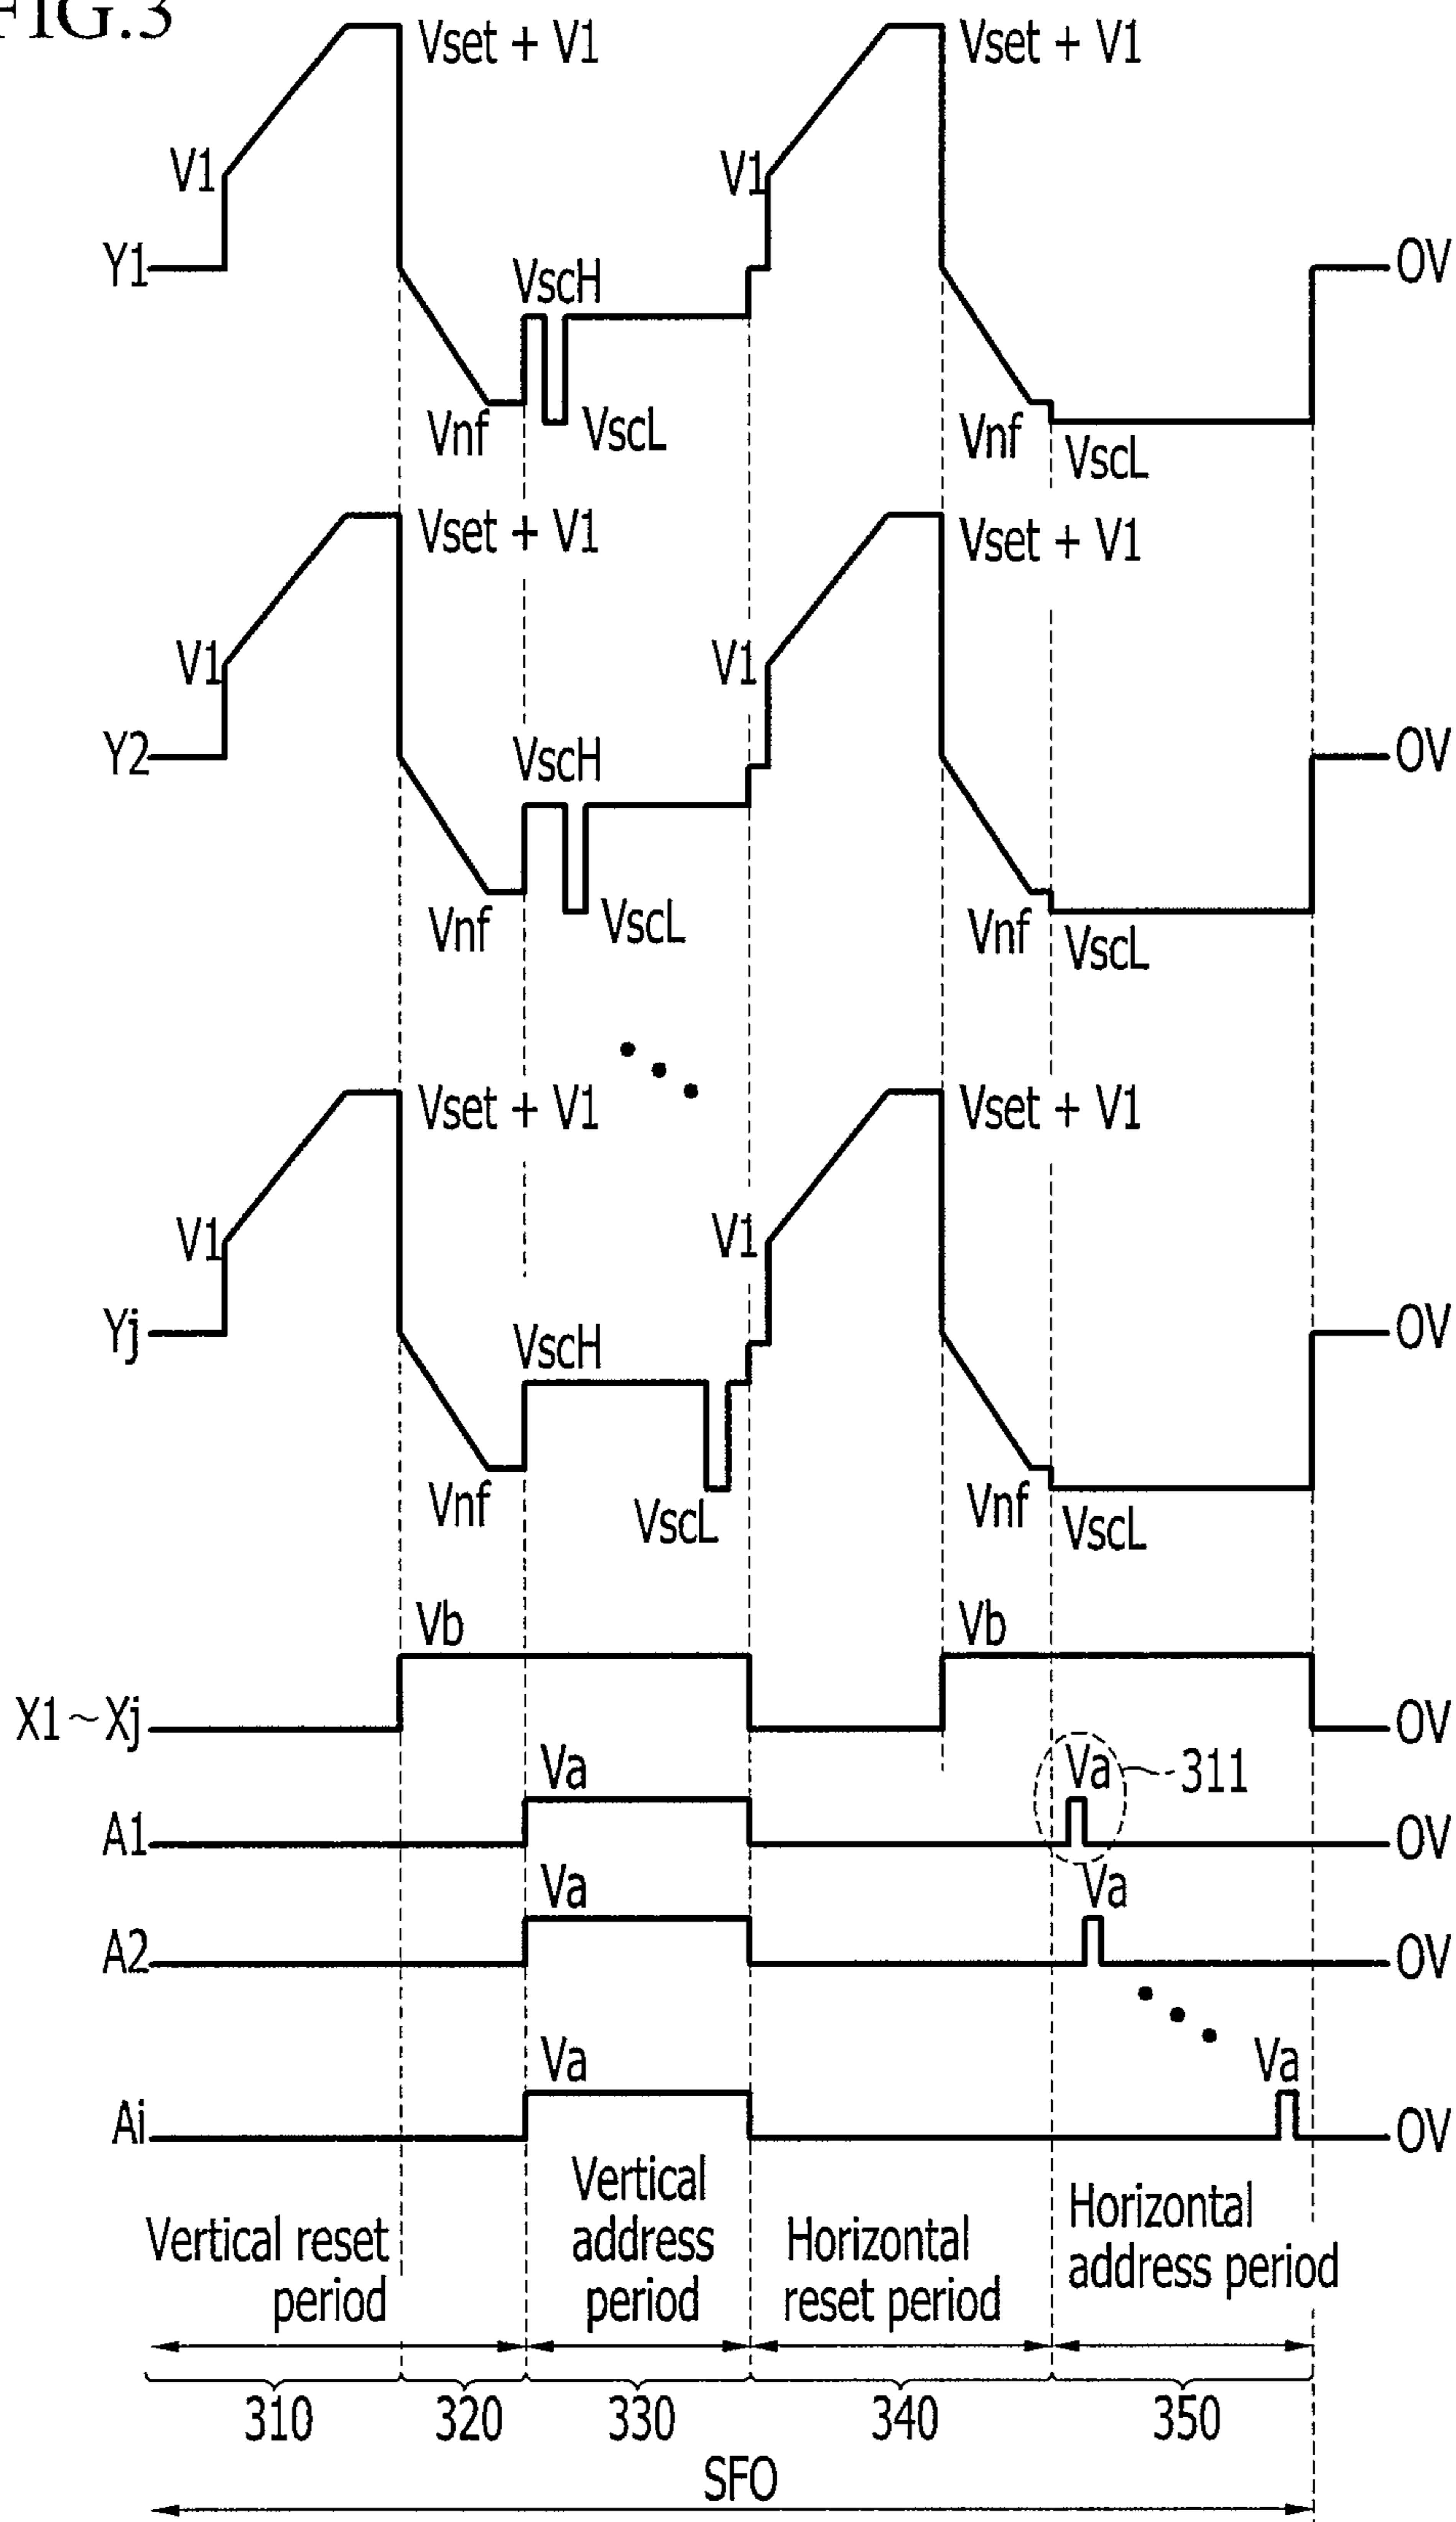 FIG.3
Vset + V1
Vset + V1
V1
V1
Y1
0V
VscH
Vnf
VscL
Vnf
VscL
Vset + V1
Vset + V1
V1
V1
Y2
0V
VscH
Vnf
VscL
Vnf
VscL
Vset + V1
Vset + V1
V1
V1
Yj
0V
VscH
Vnf
VscL
Vnf
VscL
Vb
Vb
X1~Xj
0V
Va
Va
311
A1
0V
Va
Va
A2
0V
Va
Va
Ai
0V
Vertical reset
period
Vertical
address
period
Horizontal
reset period
Horizontal
address period
310
320
330
340
350
SF0